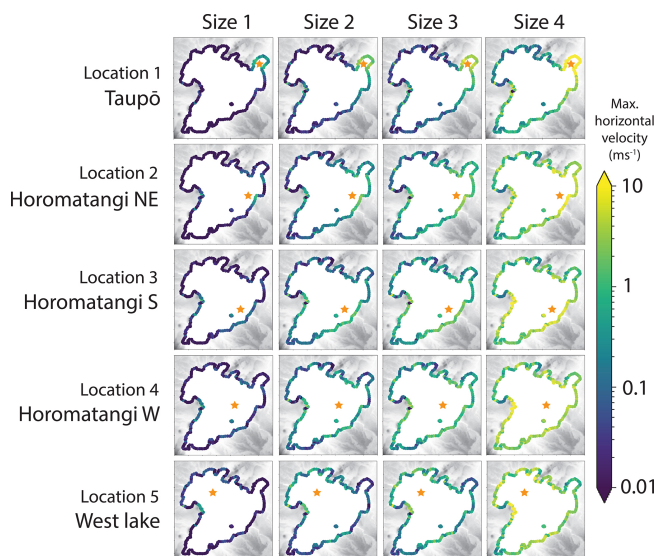 Size 1 Size 2 Size 3 Size 4
Location 1
Taupō
Location 2
Horomatangi NE
Location 3
Horomatangi S
Location 4
Horomatangi W
Location 5
West lake
Max.
horizontal
velocity
(ms⁻¹)
10
1
0.1
0.01